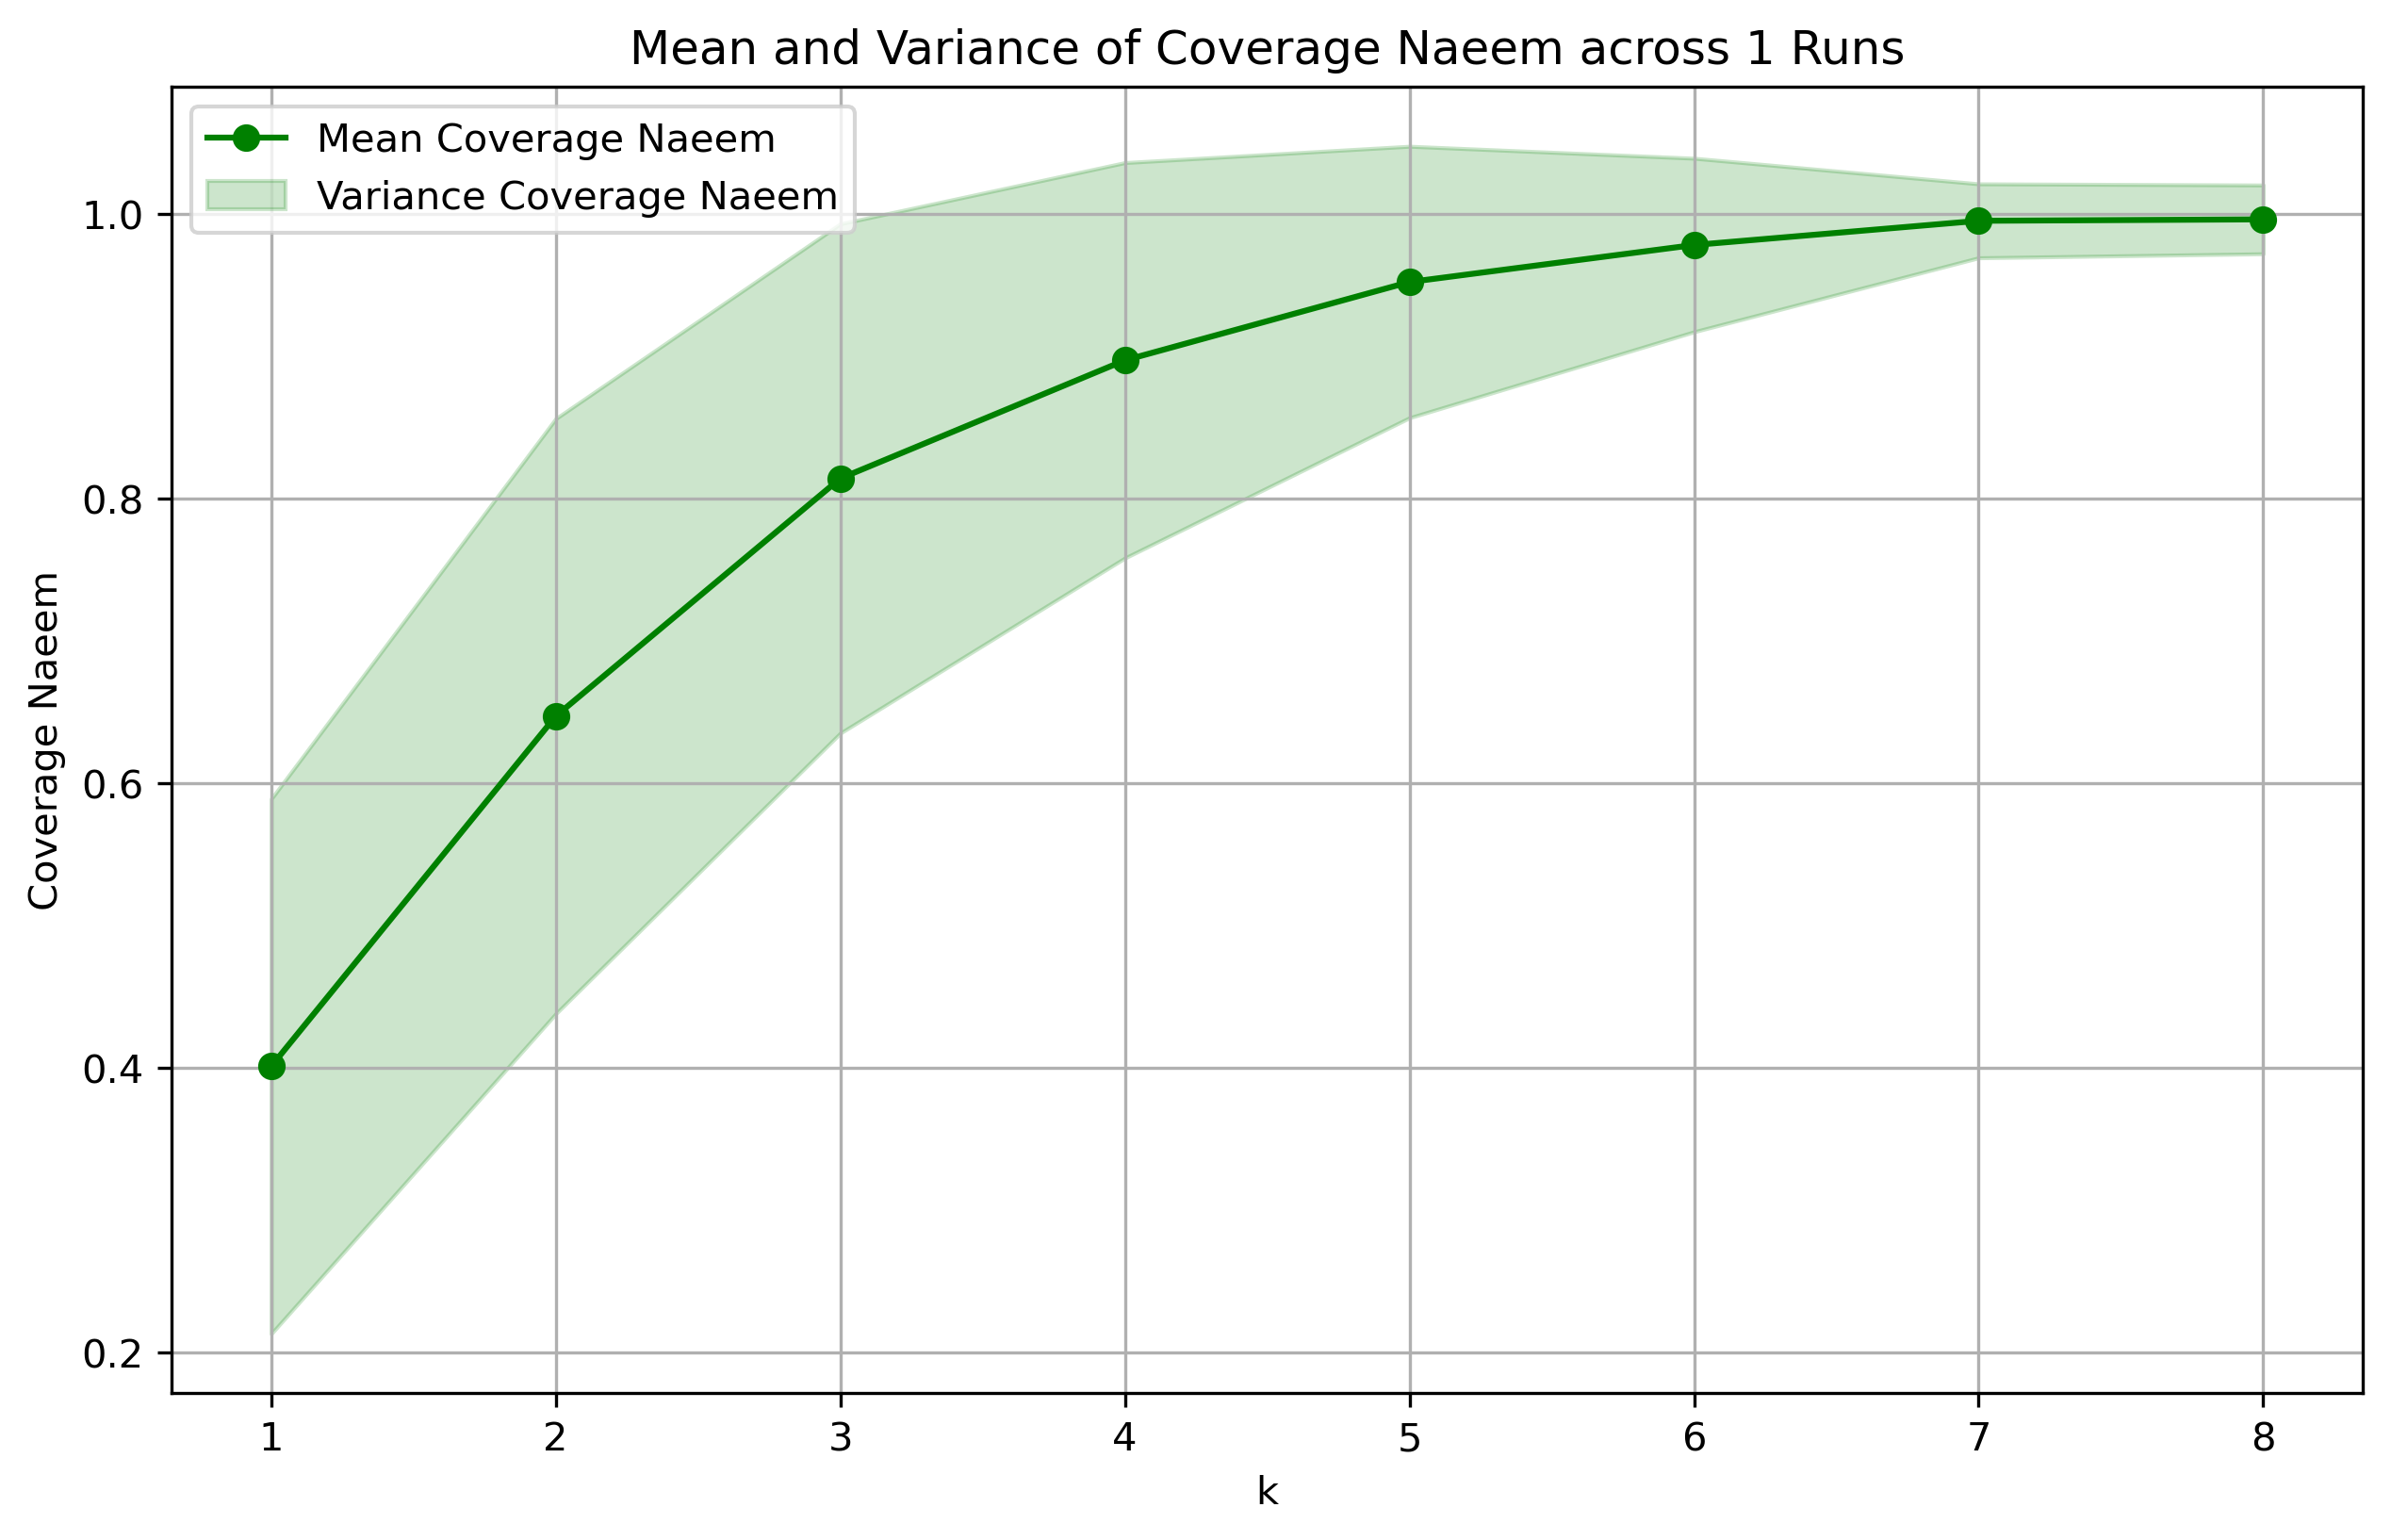 Mean and Variance of Coverage Naeem across 1 Runs
Mean Coverage Naeem
Variance Coverage Naeem
Coverage Naeem
1.0
0.8
0.6
0.4
0.2
1 2 3 4 5 6 7 8
k